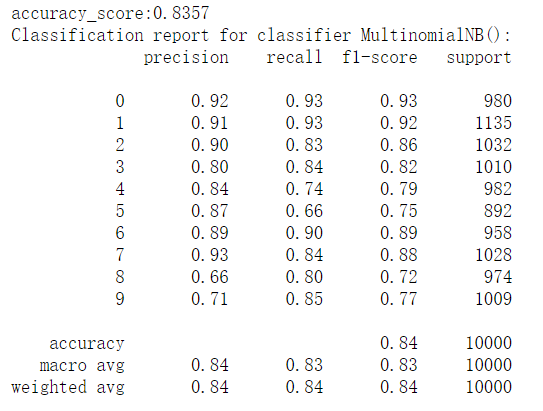 accuracy_score:0.8357
Classification report for classifier MultinomialNB():
precision recall f1-score support
0 0.92 0.93 0.93 980
1 0.91 0.93 0.92 1135
2 0.90 0.83 0.86 1032
3 0.80 0.84 0.82 1010
4 0.84 0.74 0.79 982
5 0.87 0.66 0.75 892
6 0.89 0.90 0.89 958
7 0.93 0.84 0.88 1028
8 0.66 0.80 0.72 974
9 0.71 0.85 0.77 1009
accuracy 0.84 10000
macro avg 0.84 0.83 0.83 10000
weighted avg 0.84 0.84 0.84 10000